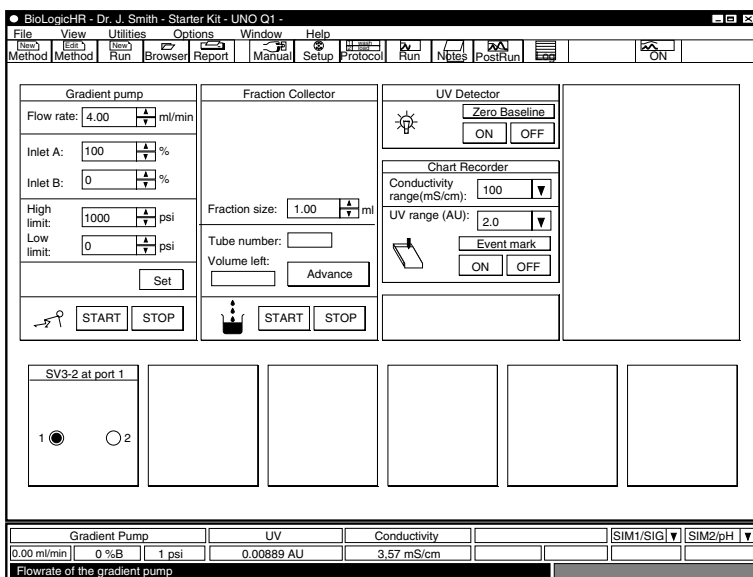 BioLogicHR - Dr. J. Smith - Starter Kit - UNO Q1 -
File View Utilities Options Window Help
New Edit New wash load
Method Method Run Browser Report Manual Setup Protocol Run Notes PostRun Log ON
Gradient pump
Flow rate: 4.00 ml/min
Inlet A: 100 %
Inlet B: 0 %
High limit: 1000 psi
Low limit: 0 psi
Set
START STOP
Fraction Collector
Fraction size: 1.00 ml
Tube number:
Volume left:
Advance
START STOP
UV Detector
Zero Baseline
ON OFF
Chart Recorder
Conductivity
range(mS/cm): 100
UV range (AU): 2.0
Event mark
ON OFF
SV3-2 at port 1
1 2
Gradient Pump UV Conductivity SIM1/SIG SIM2/pH
0.00 ml/min 0 %B 1 psi 0.00889 AU 3,57 mS/cm
Flowrate of the gradient pump